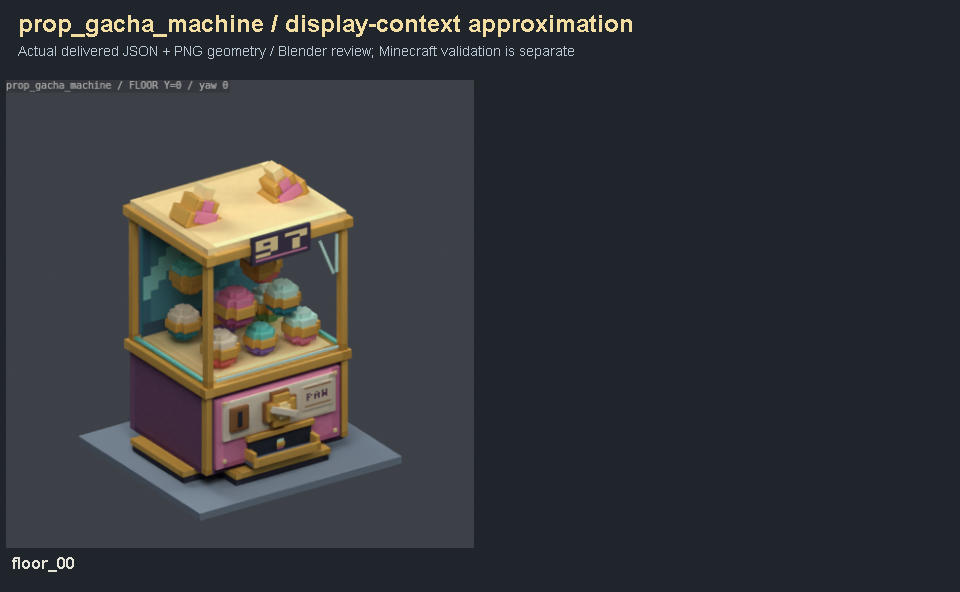 prop_gacha_machine / display-context approximation
Actual delivered JSON + PNG geometry / Blender review; Minecraft validation is separate
prop_gacha_machine / FLOOR Y=0 / yaw 0
97
PAW
floor_00